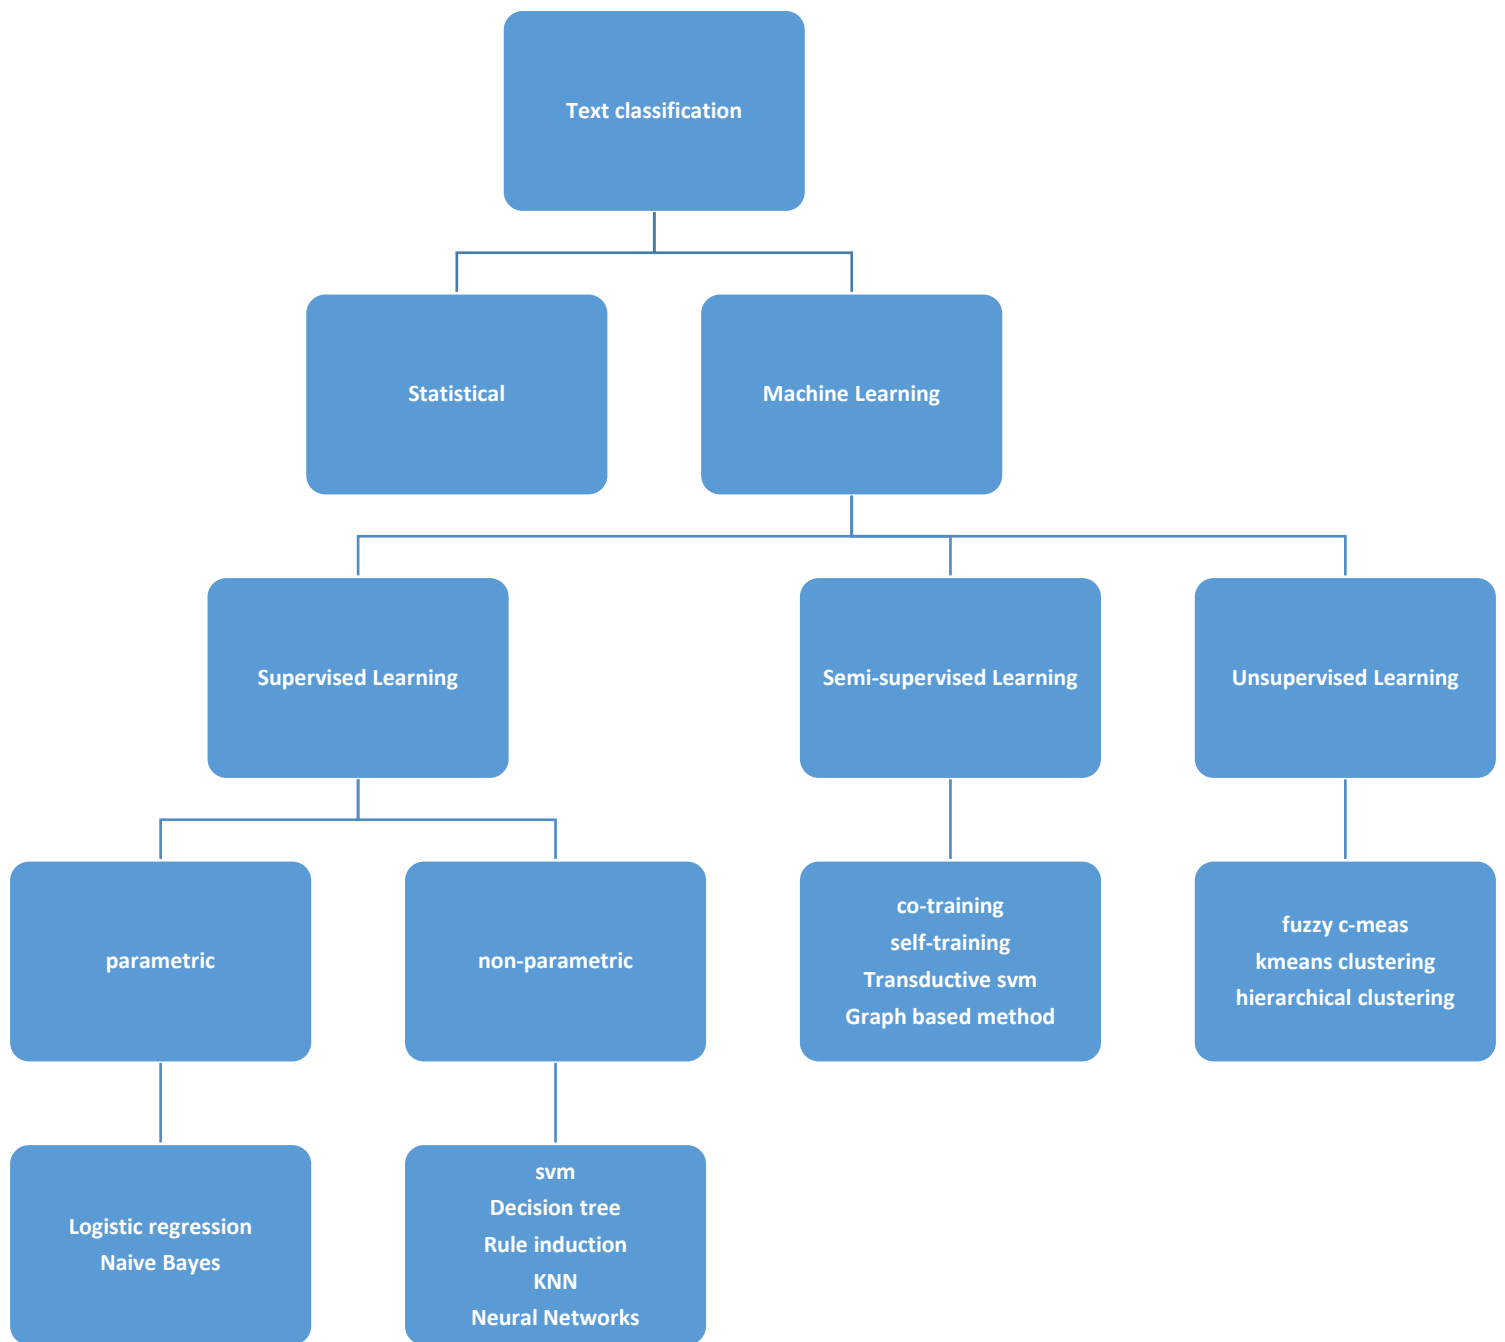 Text classification
Statistical
Machine Learning
Supervised Learning
Semi-supervised Learning
Unsupervised Learning
parametric
non-parametric
co-training
self-training
Transductive svm
Graph based method
fuzzy c-meas
kmeans clustering
hierarchical clustering
Logistic regression
Naive Bayes
svm
Decision tree
Rule induction
KNN
Neural Networks